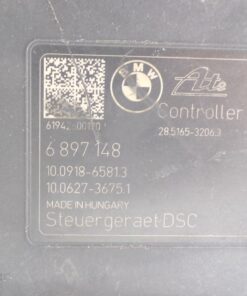 BMW
Ate
Controller
28.5165-3206.3
6 897 148
10.0918-6581.3
10.0627-3675.1
MADE IN HUNGARY
Steuergeraet-DSC